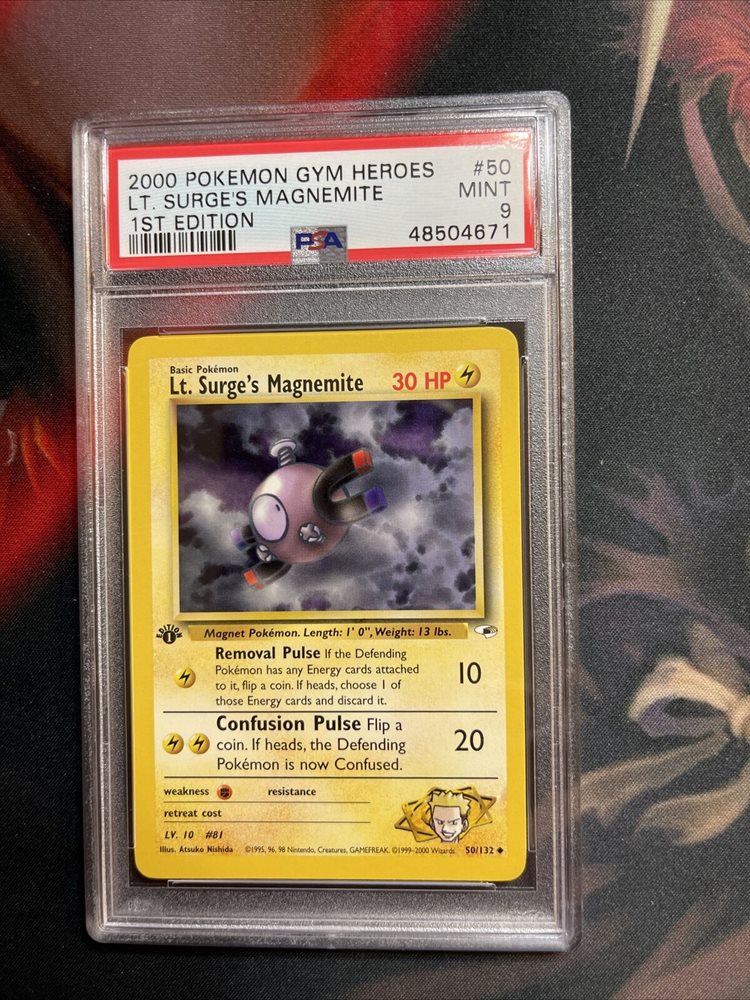 2000 POKEMON GYM HEROES #50
LT. SURGE'S MAGNEMITE MINT
1ST EDITION 9
PSA 48504671
Basic Pokémon
Lt. Surge's Magnemite 30 HP
EDITION 1
Magnet Pokémon. Length: 1' 0", Weight: 13 lbs.
Removal Pulse If the Defending
Pokémon has any Energy cards attached
to it, flip a coin. If heads, choose 1 of
those Energy cards and discard it.
10
Confusion Pulse Flip a
coin. If heads, the Defending
Pokémon is now Confused.
20
weakness resistance
retreat cost
LV. 10 #81
Illus. Atsuko Nishida ©1995, 96, 98 Nintendo, Creatures, GAMEFREAK. ©1999-2000 Wizards. 50/132